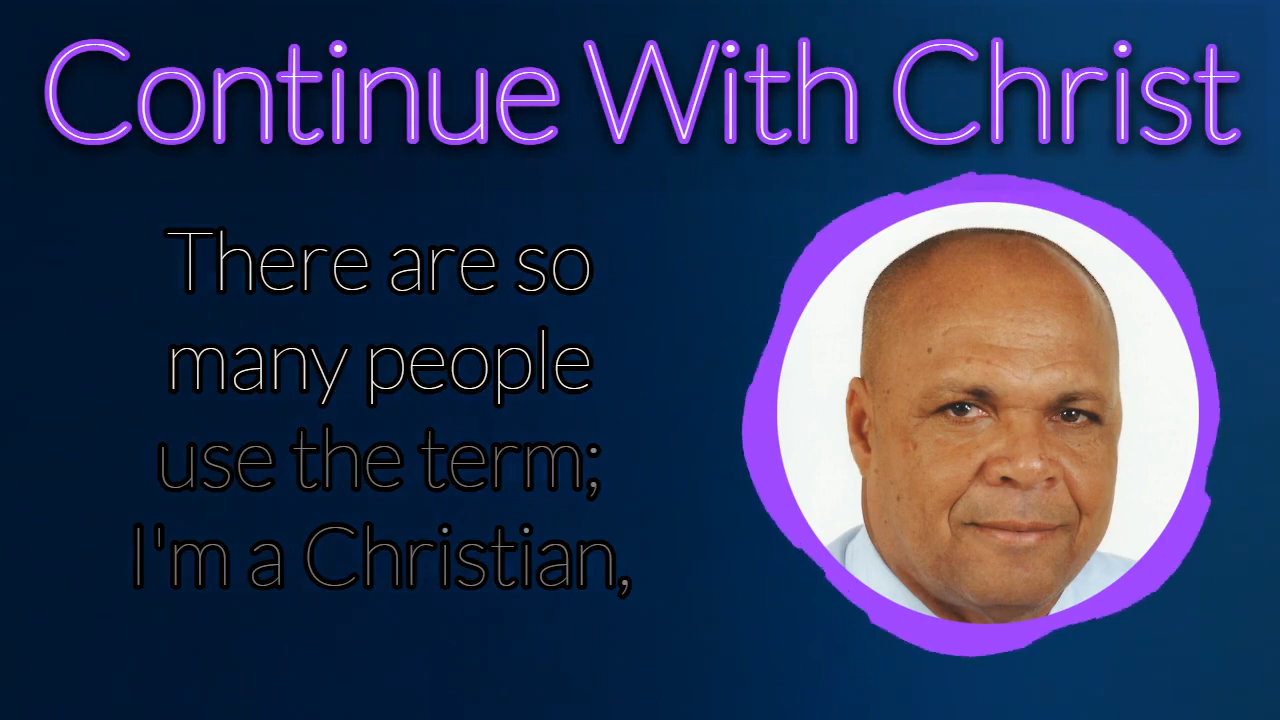 Continue With Christ
There are so
many people
use the term;
I'm a Christian,